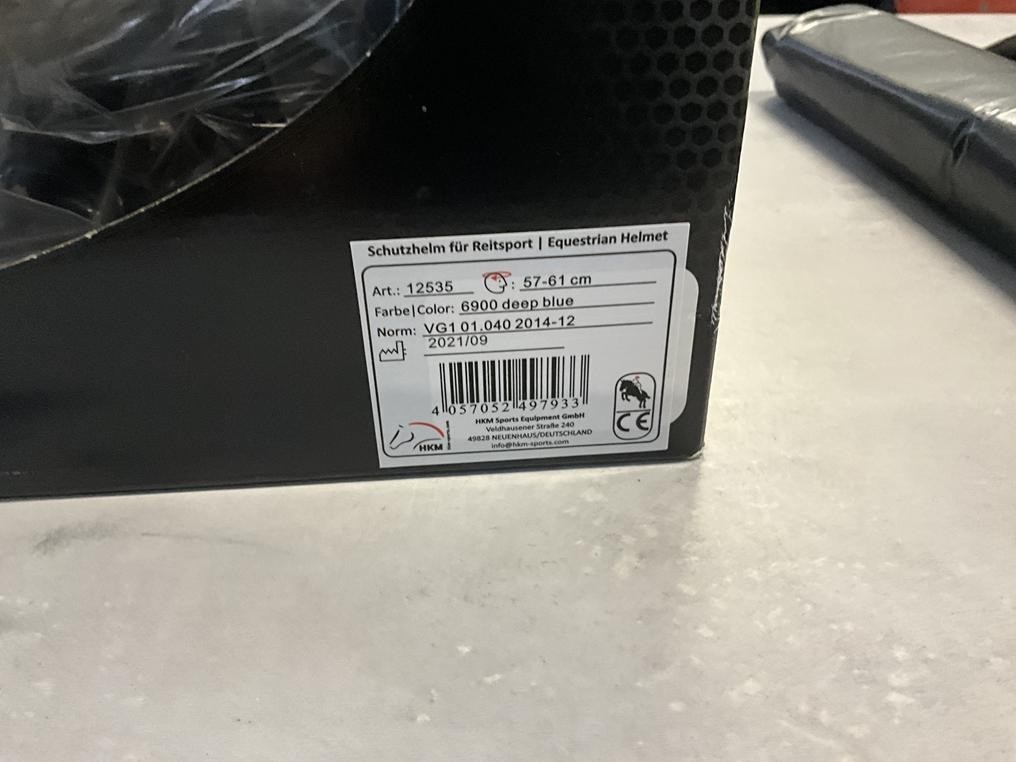 Schutzhelm für Reitsport | Equestrian Helmet
Art.: 12535 : 57-61 cm
Farbe|Color: 6900 deep blue
Norm: VG1 01.040 2014-12
2021/09
4 057052 497933
HKM Sports Equipment GmbH
Veldhausener Straße 240
49828 NEUENHAUS/DEUTSCHLAND
info@hkm-sports.com
HKM
CE